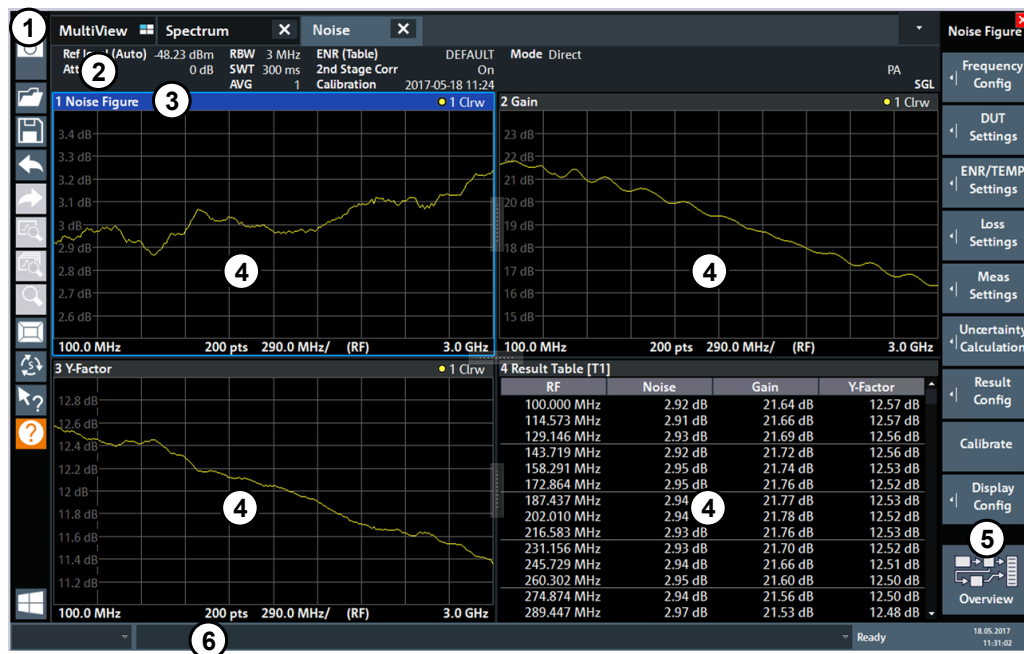 1
MultiView Spectrum Noise
Noise Figure
Ref level (Auto) -48.23 dBm RBW 3 MHz ENR (Table) DEFAULT Mode Direct
Att 2 0 dB SWT 300 ms 2nd Stage Corr On PA
AVG 1 Calibration 2017-05-18 11:24 SGL
1 Noise Figure 3 1 Clrw
3.4 dB
3.3 dB
3.2 dB
3.1 dB
3 dB
2.9 dB
2.8 dB
2.7 dB
2.6 dB
4
100.0 MHz 200 pts 290.0 MHz/ (RF) 3.0 GHz
2 Gain 1 Clrw
23 dB
22 dB
21 dB
20 dB
19 dB
18 dB
17 dB
16 dB
15 dB
4
100.0 MHz 200 pts 290.0 MHz/ (RF) 3.0 GHz
3 Y-Factor 1 Clrw
12.8 dB
12.6 dB
12.4 dB
12.2 dB
12 dB
11.8 dB
11.6 dB
11.4 dB
11.2 dB
4
100.0 MHz 200 pts 290.0 MHz/ (RF) 3.0 GHz
4 Result Table [T1]
RF Noise Gain Y-Factor
100.000 MHz 2.92 dB 21.64 dB 12.57 dB
114.573 MHz 2.91 dB 21.66 dB 12.57 dB
129.146 MHz 2.93 dB 21.69 dB 12.56 dB
143.719 MHz 2.92 dB 21.72 dB 12.56 dB
158.291 MHz 2.95 dB 21.74 dB 12.53 dB
172.864 MHz 2.95 dB 21.76 dB 12.52 dB
187.437 MHz 2.94 21.77 dB 12.53 dB
202.010 MHz 2.94 4 21.78 dB 12.52 dB
216.583 MHz 2.93 dB 21.76 dB 12.53 dB
231.156 MHz 2.93 dB 21.70 dB 12.52 dB
245.729 MHz 2.94 dB 21.66 dB 12.51 dB
260.302 MHz 2.95 dB 21.60 dB 12.50 dB
274.874 MHz 2.94 dB 21.56 dB 12.50 dB
289.447 MHz 2.97 dB 21.53 dB 12.48 dB
Frequency
Config
DUT
Settings
ENR/TEMP
Settings
Loss
Settings
Meas
Settings
Uncertainty
Calculation
Result
Config
Calibrate
Display
Config
5
Overview
6
Ready
18.05.2017
11:31:02